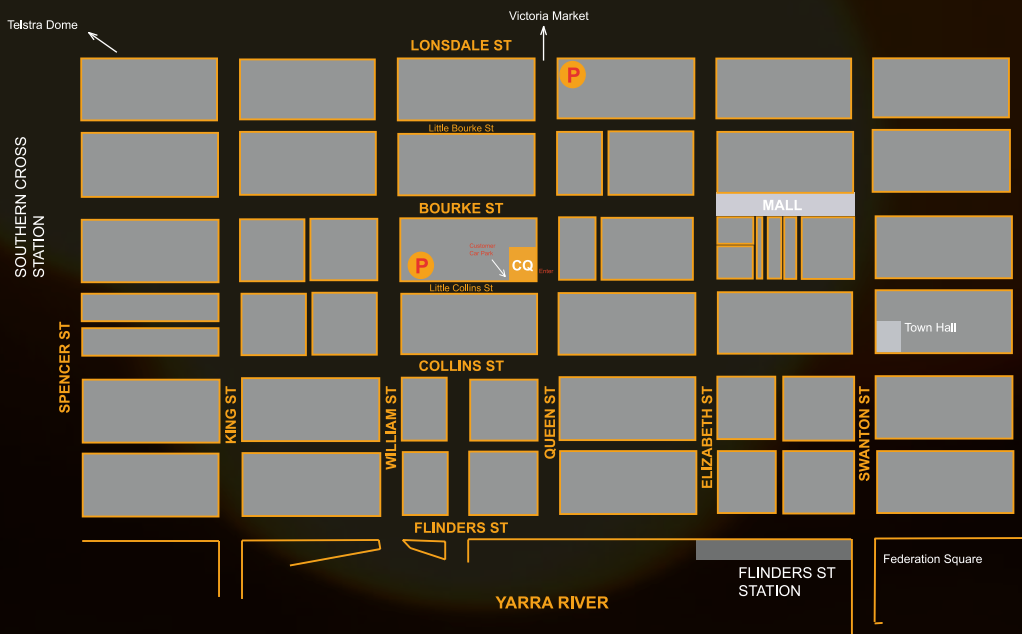 Victoria Market
Telstra Dome
LONSDALE ST
P
Little Bourke St
SOUTHERN CROSS
STATION
MALL
BOURKE ST
Customer
Car Park
P
CQ
Enter
Little Collins St
Town Hall
COLLINS ST
SPENCER ST
KING ST
WILLIAM ST
QUEEN ST
ELIZABETH ST
SWANTON ST
FLINDERS ST
Federation Square
FLINDERS ST
STATION
YARRA RIVER